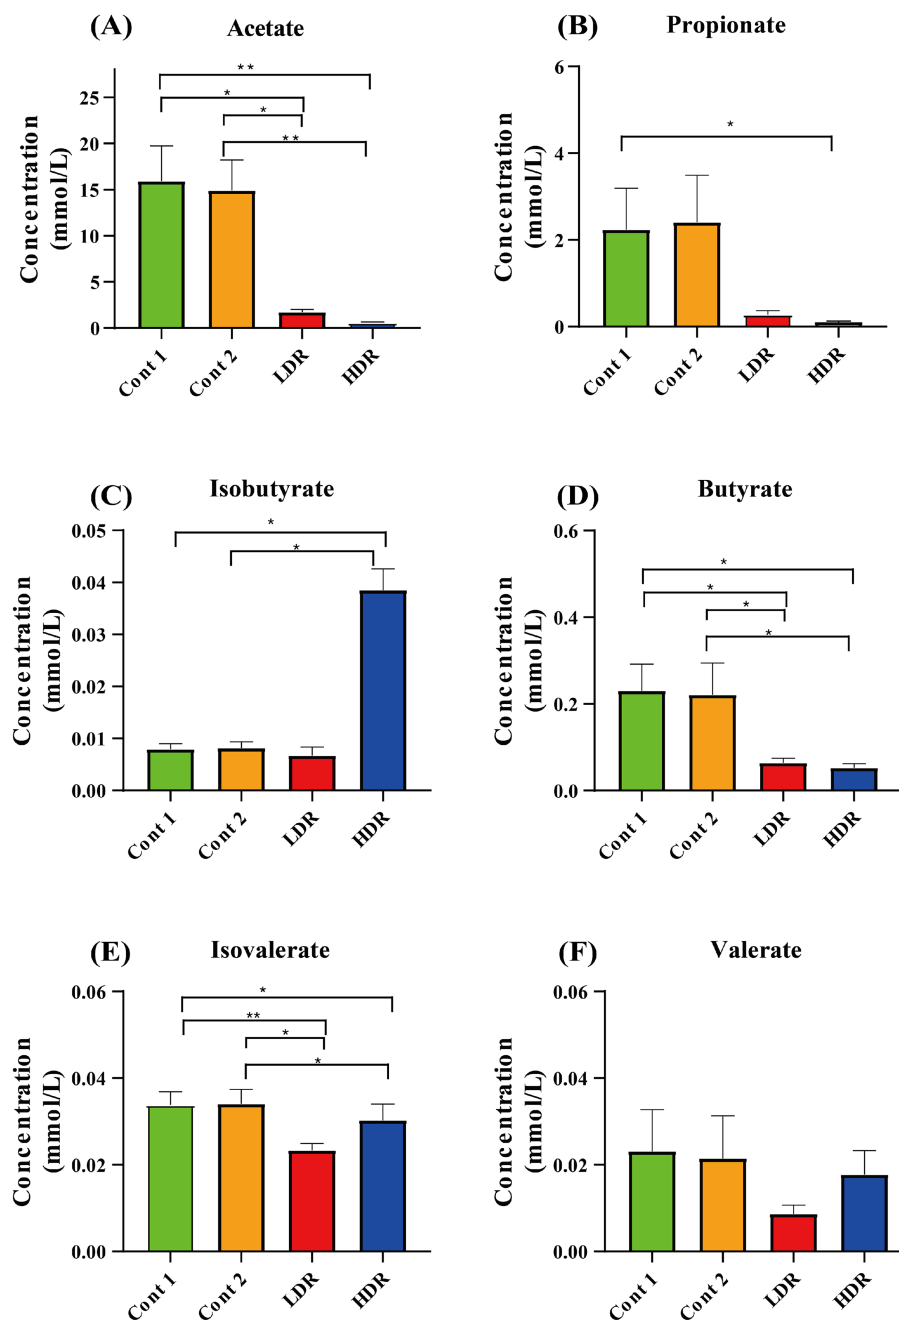 (A) Acetate
Concentration
(mmol/L)
25
20
15
10
5
0
**
*
*
**
Cont 1
Cont 2
LDR
HDR
(B) Propionate
Concentration
(mmol/L)
6
4
2
0
*
Cont 1
Cont 2
LDR
HDR
(C) Isobutyrate
Concentration
(mmol/L)
0.05
0.04
0.03
0.02
0.01
0.00
*
*
Cont 1
Cont 2
LDR
HDR
(D) Butyrate
Concentration
(mmol/L)
0.6
0.4
0.2
0.0
*
*
*
*
Cont 1
Cont 2
LDR
HDR
(E) Isovalerate
Concentration
(mmol/L)
0.06
0.04
0.02
0.00
*
**
*
*
Cont 1
Cont 2
LDR
HDR
(F) Valerate
Concentration
(mmol/L)
0.06
0.04
0.02
0.00
Cont 1
Cont 2
LDR
HDR